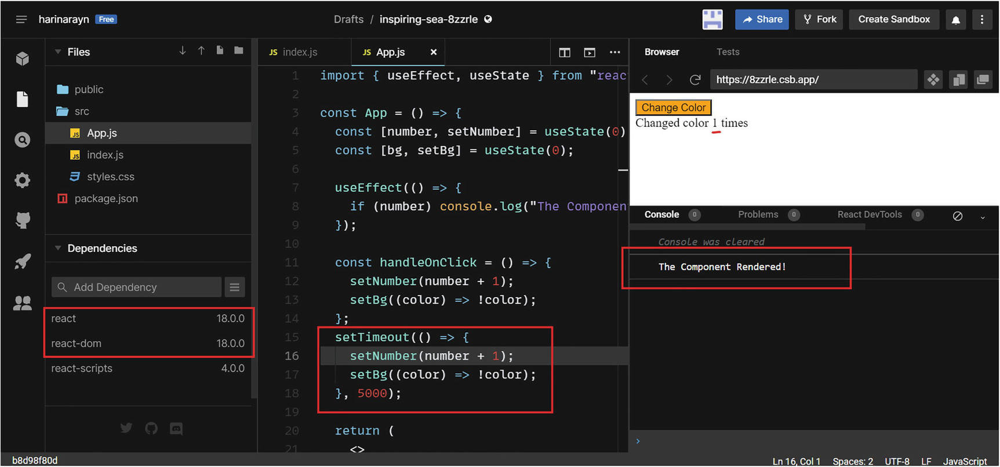 harinarayn Free
Drafts / inspiring-sea-8zzrle
Share
Fork
Create Sandbox
Files
public
src
JS App.js
JS index.js
styles.css
package.json
Dependencies
Add Dependency
react 18.0.0
react-dom 18.0.0
react-scripts 4.0.0
JS index.js
JS App.js
1 import { useEffect, useState } from "reac
2
3 const App = () => {
4 const [number, setNumber] = useState(0)
5 const [bg, setBg] = useState(0);
6
7 useEffect(() => {
8 if (number) console.log("The Componen
9 });
10
11 const handleOnClick = () => {
12 setNumber(number + 1);
13 setBg((color) => !color);
14 };
15 setTimeout(() => {
16 setNumber(number + 1);
17 setBg((color) => !color);
18 }, 5000);
19
20 return (
21 <>
Browser
Tests
https://8zzrle.csb.app/
Change Color
Changed color 1 times
Console 0
Problems 0
React DevTools 0
Console was cleared
The Component Rendered!
b8d98f80d
Ln 16, Col 1 Spaces: 2 UTF-8 LF JavaScript